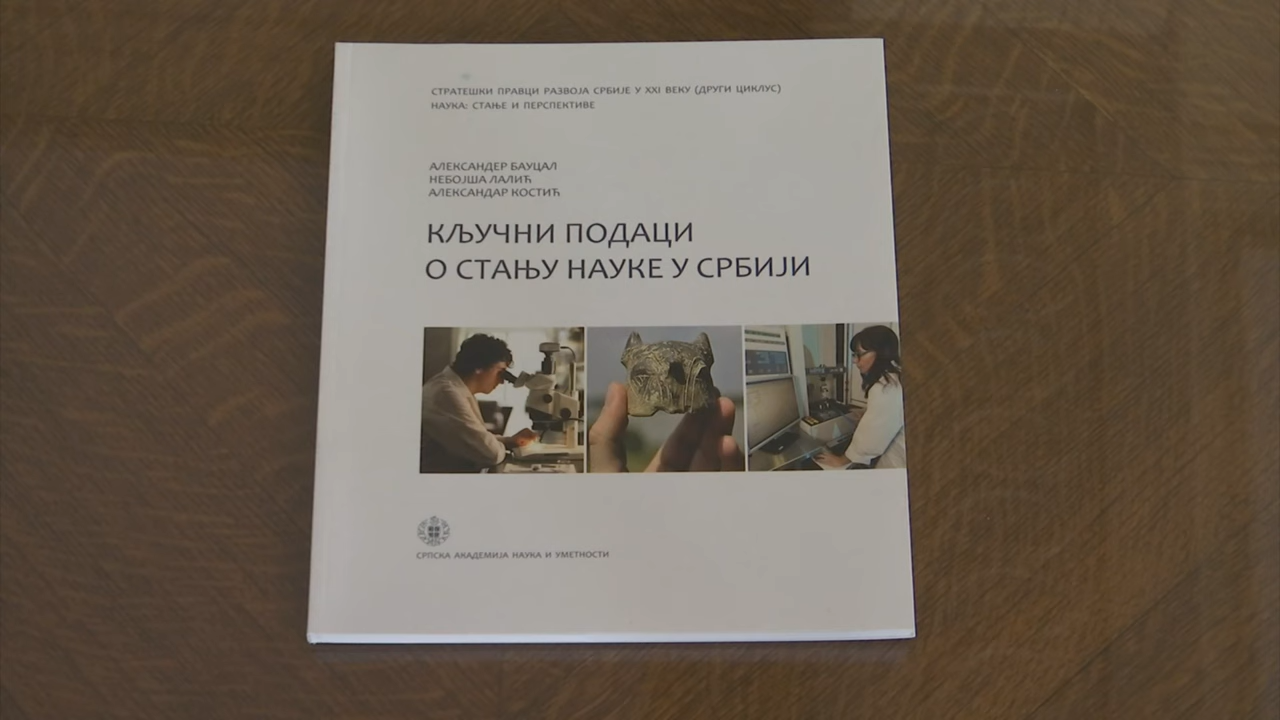 СТРАТЕШКИ ПРАВЦИ РАЗВОЈА СРБИЈЕ У XXI ВЕКУ (ДРУГИ ЦИКЛУС)
НАУКА: СТАЊЕ И ПЕРСПЕКТИВЕ
АЛЕКСАНДЕР БАУЦАЛ
НЕБОЈША ЛАЛИЋ
АЛЕКСАНДАР КОСТИЋ
КЉУЧНИ ПОДАЦИ
О СТАЊУ НАУКЕ У СРБИЈИ
СРПСКА АКАДЕМИЈА НАУКА И УМЕТНОСТИ